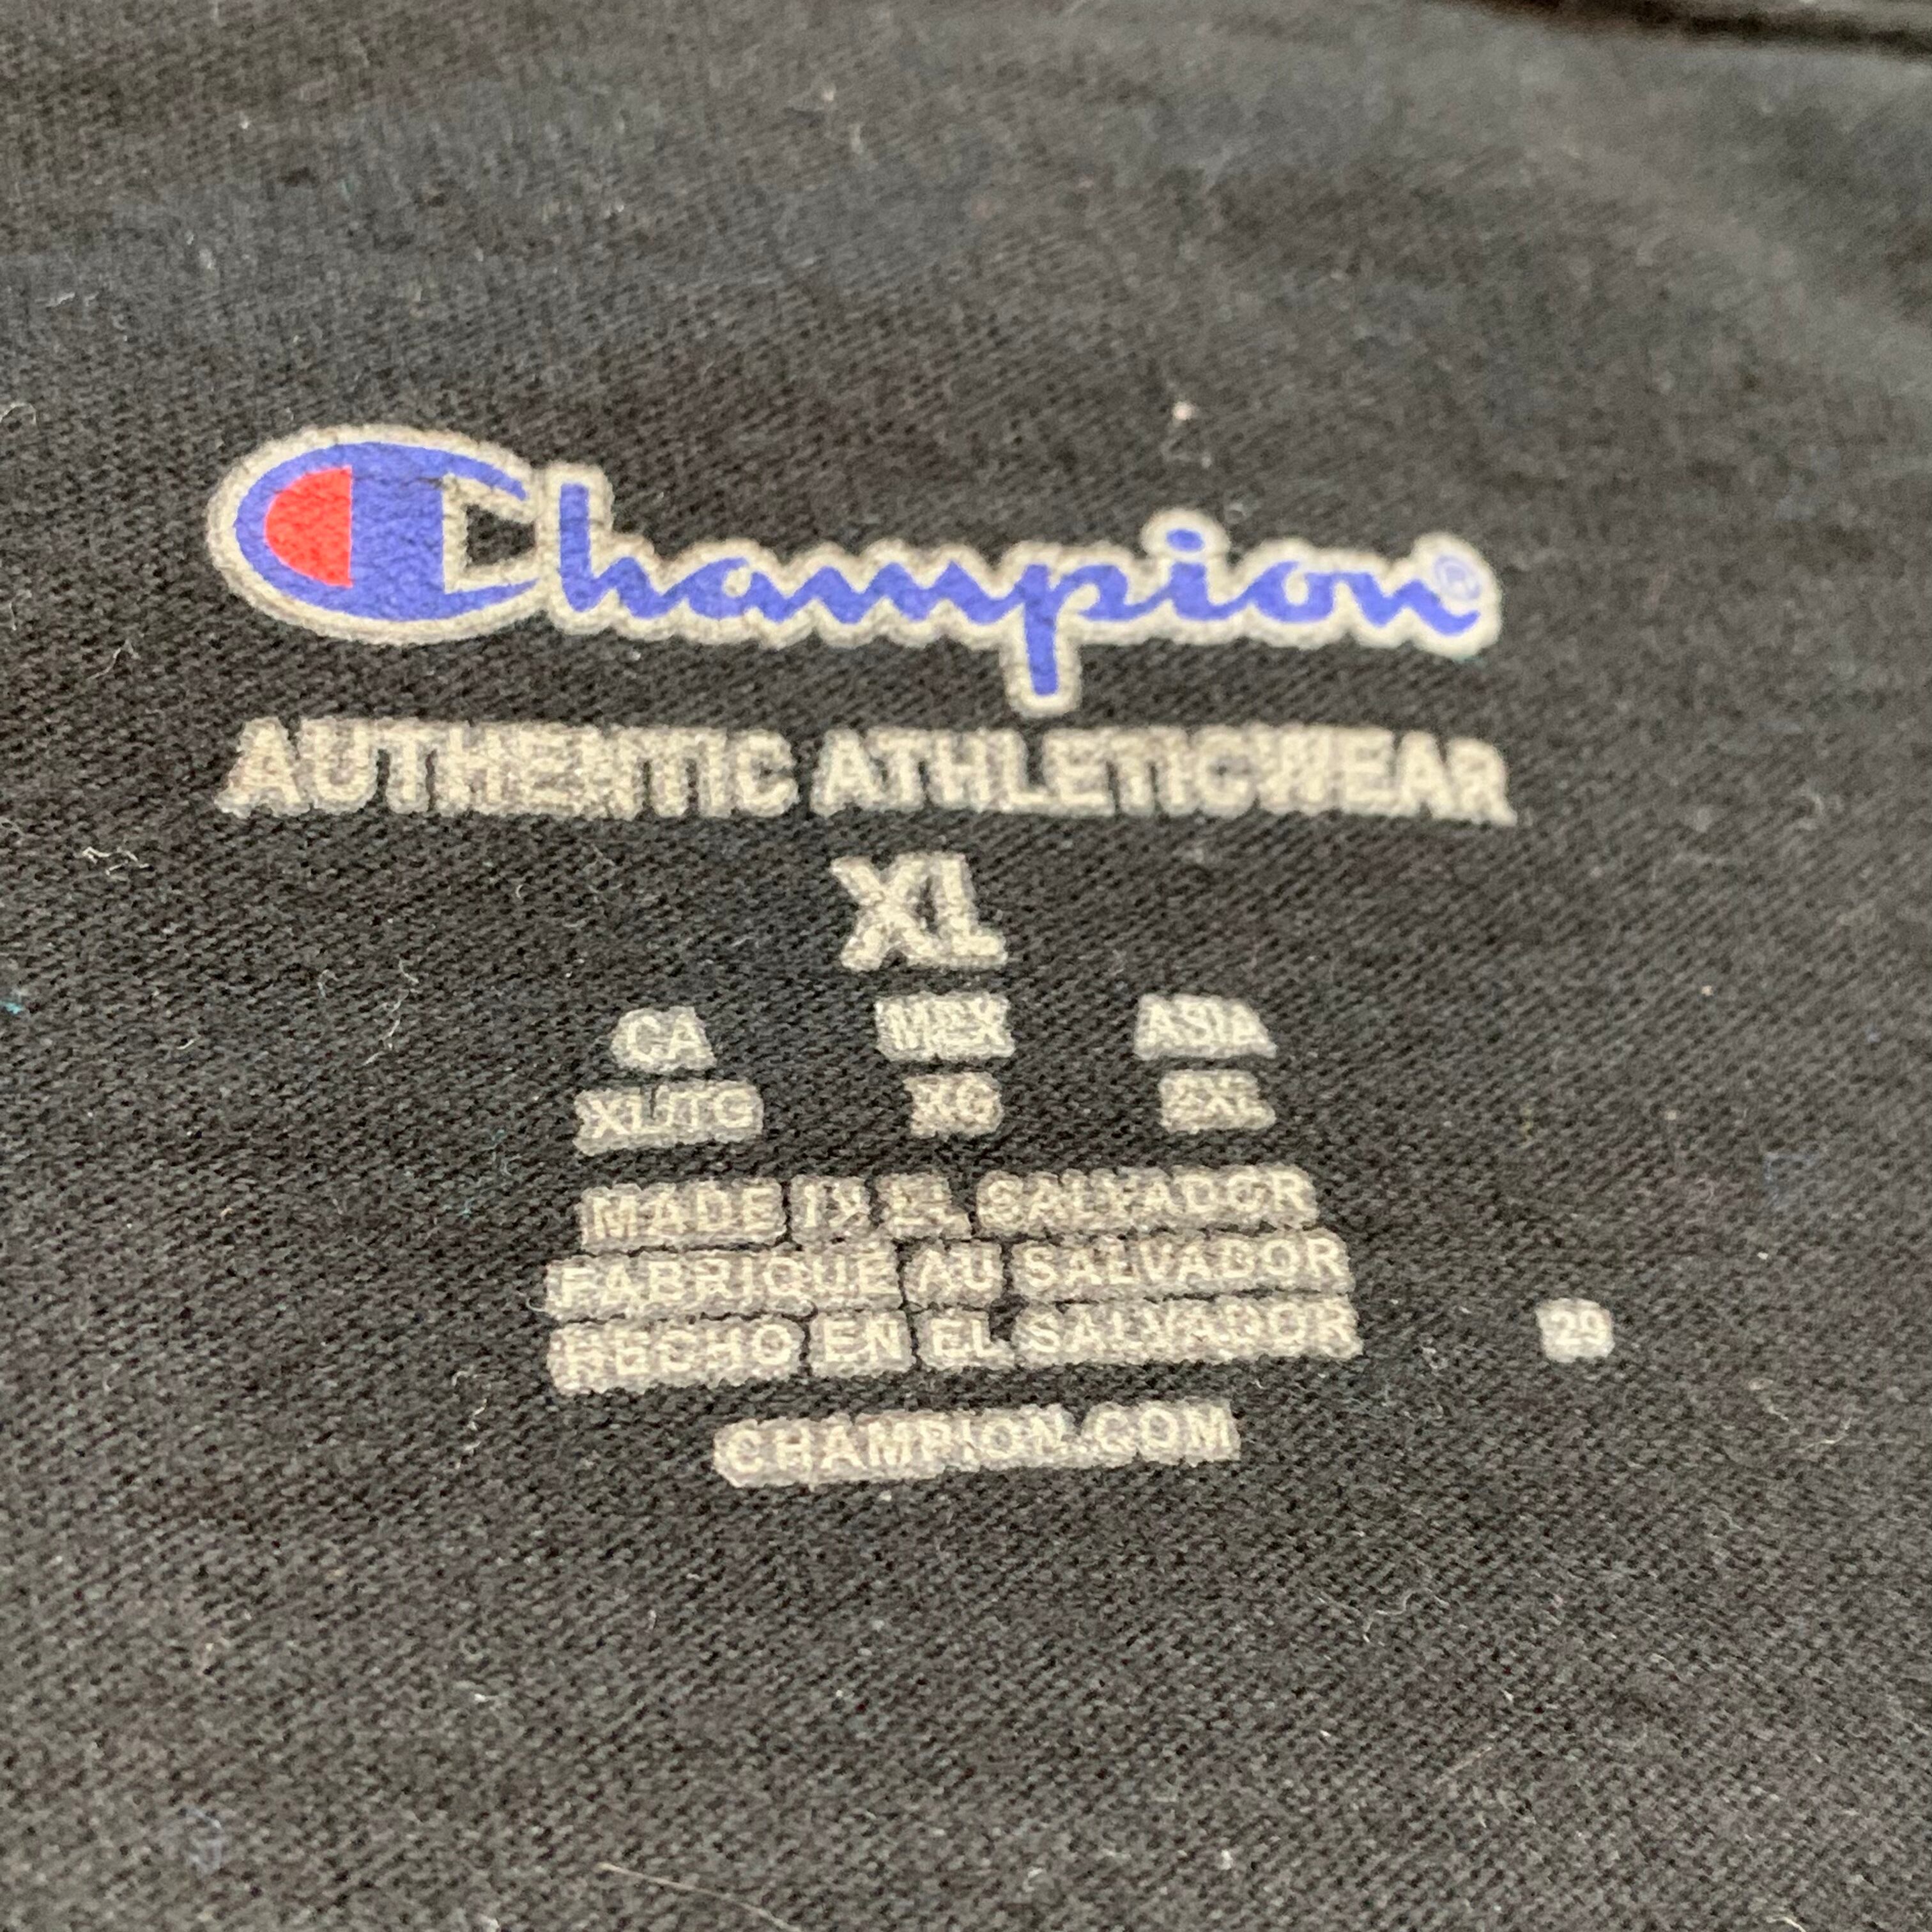 Champion®
AUTHENTIC ATHLETICWEAR
XL
CA MEX ASIA
XL/TG XG 2XL
MADE IN EL SALVADOR
FABRIQUÉ AU SALVADOR
HECHO EN EL SALVADOR
29
CHAMPION.COM